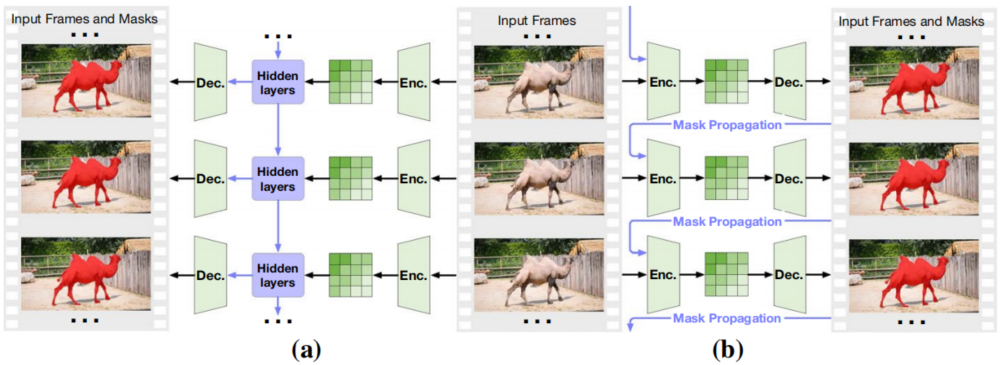 Input Frames and Masks
Input Frames
Input Frames and Masks
...
...
...
...
Dec.
Hidden layers
Enc.
Enc.
Dec.
Mask Propagation
Dec.
Hidden layers
Enc.
Enc.
Dec.
Mask Propagation
Dec.
Hidden layers
Enc.
Enc.
Dec.
Mask Propagation
...
...
...
...
(a)
(b)